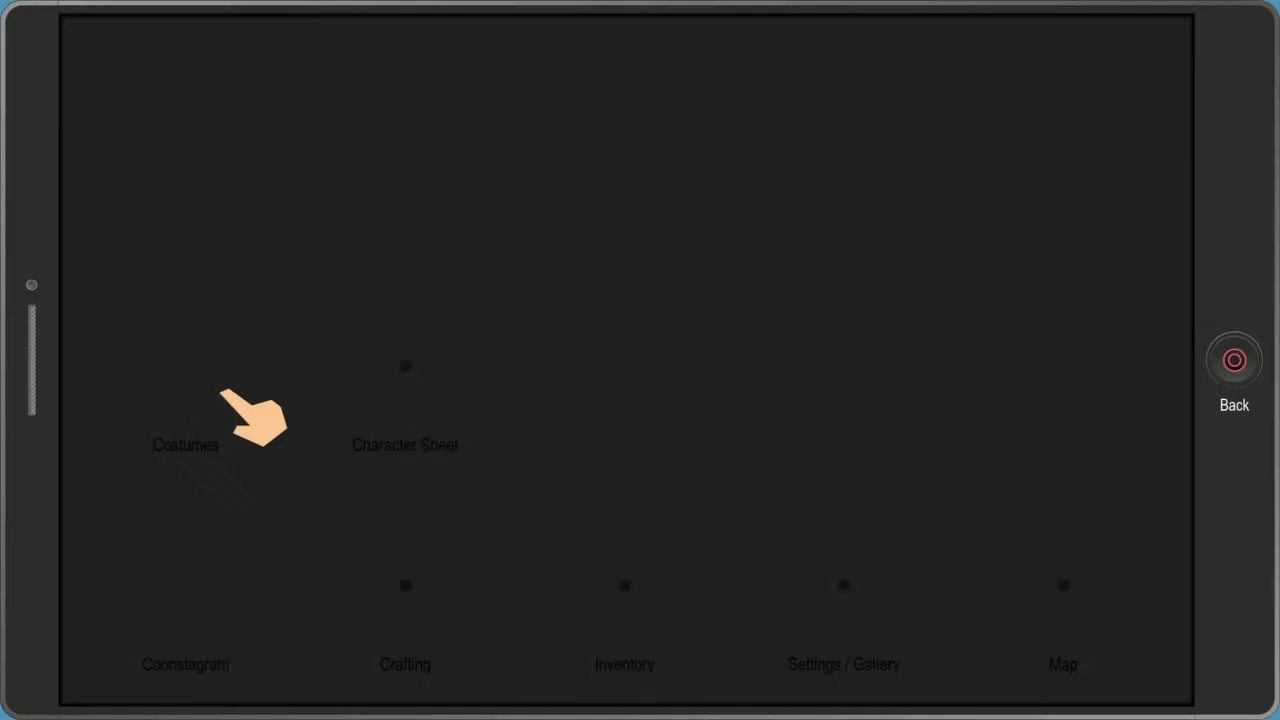 Back
Costumes
Character Sheet
Coonstagram
Crafting
Inventory
Settings / Gallery
Map